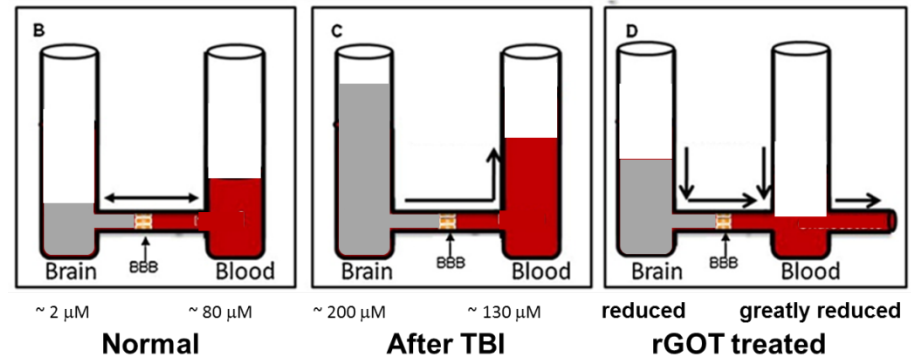 B
Brain
BBB
Blood
~ 2 µM
~ 80 µM
Normal
C
Brain
BBB
Blood
~ 200 µM
~ 130 µM
After TBI
D
Brain
BBB
Blood
reduced
greatly reduced
rGOT treated